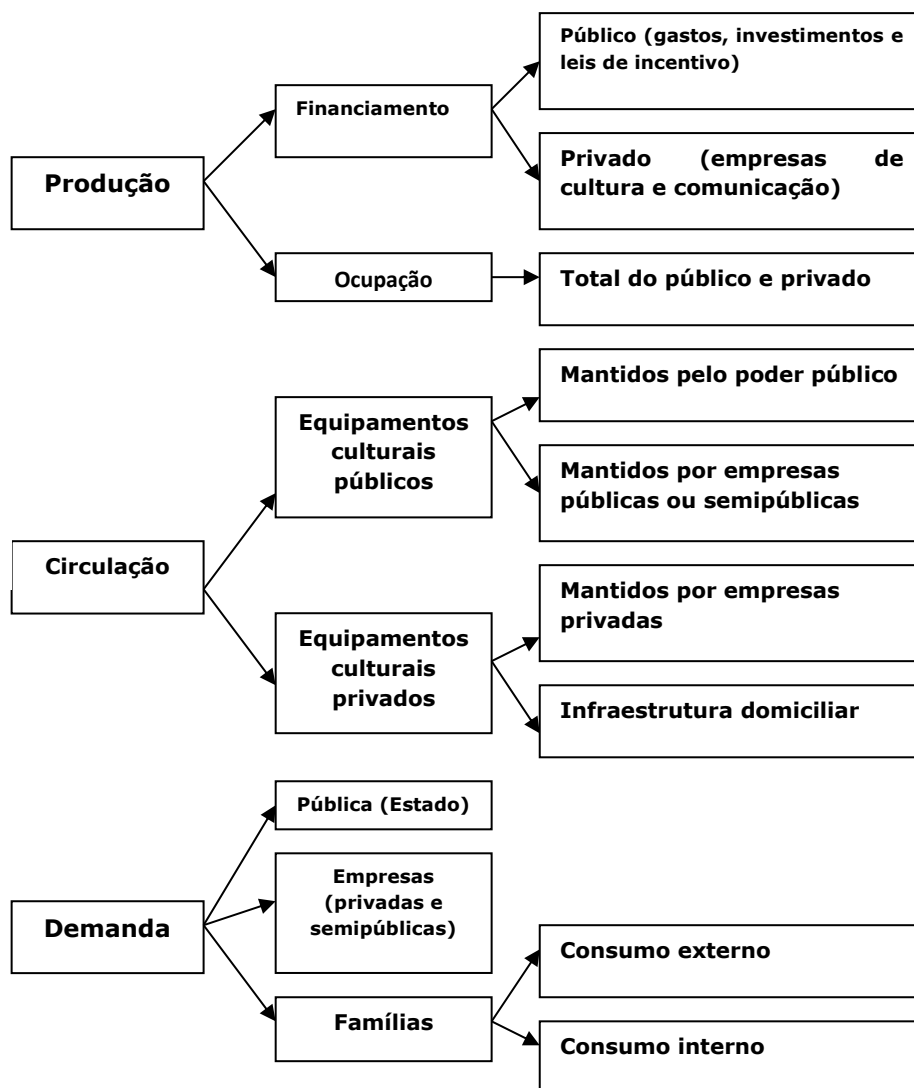 Público (gastos, investimentos e
leis de incentivo)
Financiamento
Privado (empresas de
cultura e comunicação)
Produção
Ocupação
Total do público e privado
Mantidos pelo poder público
Equipamentos
culturais
públicos
Mantidos por empresas
públicas ou semipúblicas
Circulação
Mantidos por empresas
privadas
Equipamentos
culturais
privados
Infraestrutura domiciliar
Pública (Estado)
Empresas
(privadas e
semipúblicas)
Demanda
Consumo externo
Famílias
Consumo interno